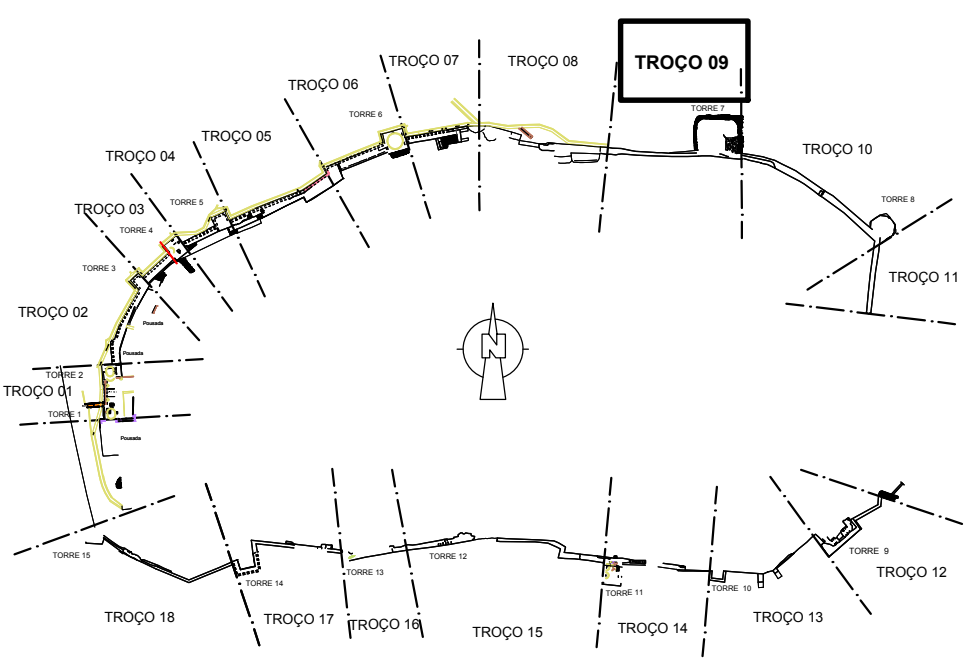 TROÇO 07
TROÇO 08
TROÇO 09
TROÇO 06
TORRE 6
TORRE 7
TROÇO 05
TROÇO 04
TROÇO 10
TORRE 5
TORRE 8
TROÇO 03
TORRE 4
TORRE 3
TROÇO 11
TROÇO 02
Pousada
N
Pousada
TORRE 2
TROÇO 01
TORRE 1
Pousada
TORRE 15
TORRE 14
TORRE 13
TORRE 12
TORRE 9
TROÇO 12
TORRE 11
TORRE 10
TROÇO 18
TROÇO 17
TROÇO 16
TROÇO 15
TROÇO 14
TROÇO 13